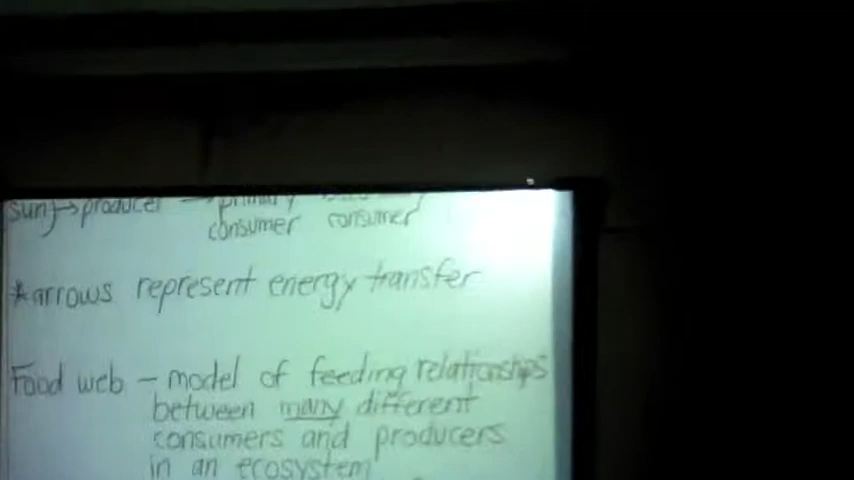 sun}→producer → primary
consumer consumer
*arrows represent energy transfer
Food web - model of feeding relationships
between many different
consumers and producers
in an ecosystem